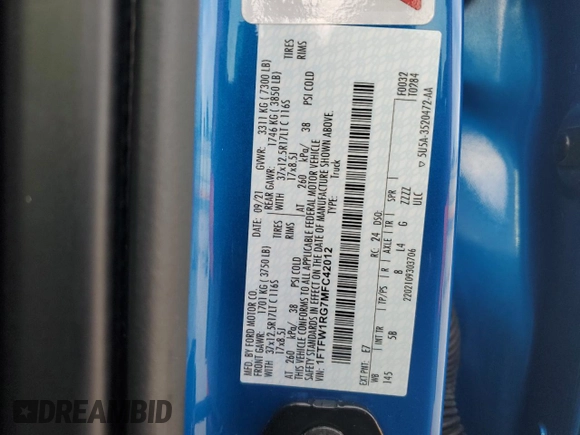 MFD. BY FORD MOTOR CO.
DATE: 09/21
GVWR: 3311 KG ( 7300 LB)
FRONT GAWR: 1701 KG ( 3750 LB)
REAR GAWR: 1746 KG ( 3850 LB)
WITH 37x12.5R17LT C 116S TIRES
WITH 37x12.5R17LT C 116S TIRES
17x8.5J RIMS
17x8.5J RIMS
AT 260 kPa/ 38 PSI COLD
AT 260 kPa/ 38 PSI COLD
THIS VEHICLE CONFORMS TO ALL APPLICABLE FEDERAL MOTOR VEHICLE
SAFETY STANDARDS IN EFFECT ON THE DATE OF MANUFACTURE SHOWN ABOVE.
VIN: 1FTFW1RG7MFC42012
TYPE: Truck
F0032
T0284
EXT PNT: E7 RC: 24 DSO:
WB INT TR TP/PS R AXLE TR SPR
145 5B B L4 G ZZZZ
2202109303706 ULC
▽ 5U5A-3520472-AA
DREAMBID